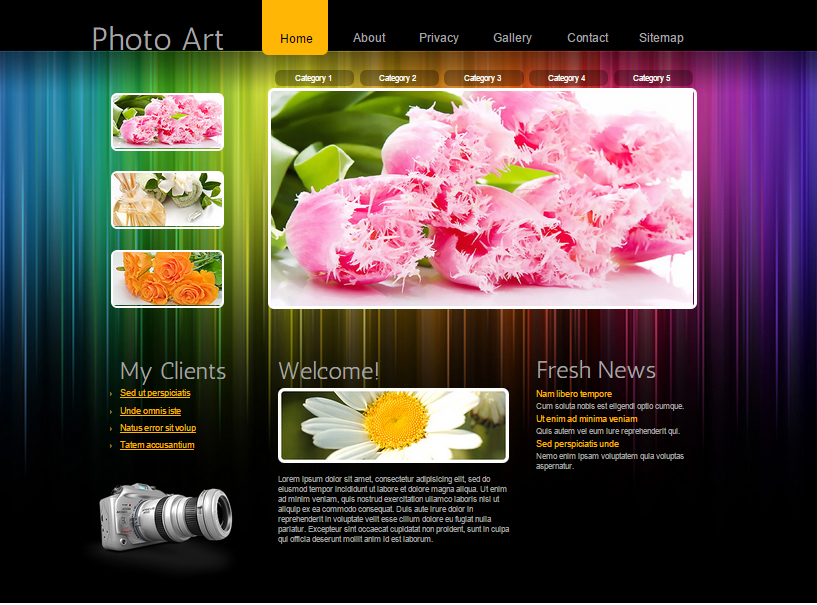 Photo Art
Home
About
Privacy
Gallery
Contact
Sitemap
Category 1
Category 2
Category 3
Category 4
Category 5
My Clients
› Sed ut perspiciatis
› Unde omnis iste
› Natus error sit volup
› Tatem accusantium
Welcome!
Lorem ipsum dolor sit amet, consectetur adipisicing elit, sed do
eiusmod tempor incididunt ut labore et dolore magna aliqua. Ut enim
ad minim veniam, quis nostrud exercitation ullamco laboris nisi ut
aliquip ex ea commodo consequat. Duis aute irure dolor in
reprehenderit in voluptate velit esse cillum dolore eu fugiat nulla
pariatur. Excepteur sint occaecat cupidatat non proident, sunt in culpa
qui officia deserunt mollit anim id est laborum.
Fresh News
Nam libero tempore
Cum soluta nobis est eligendi optio cumque.
Ut enim ad minima veniam
Quis autem vel eum iure reprehenderit qui.
Sed perspiciatis unde
Nemo enim ipsam voluptatem quia voluptas
aspernatur.